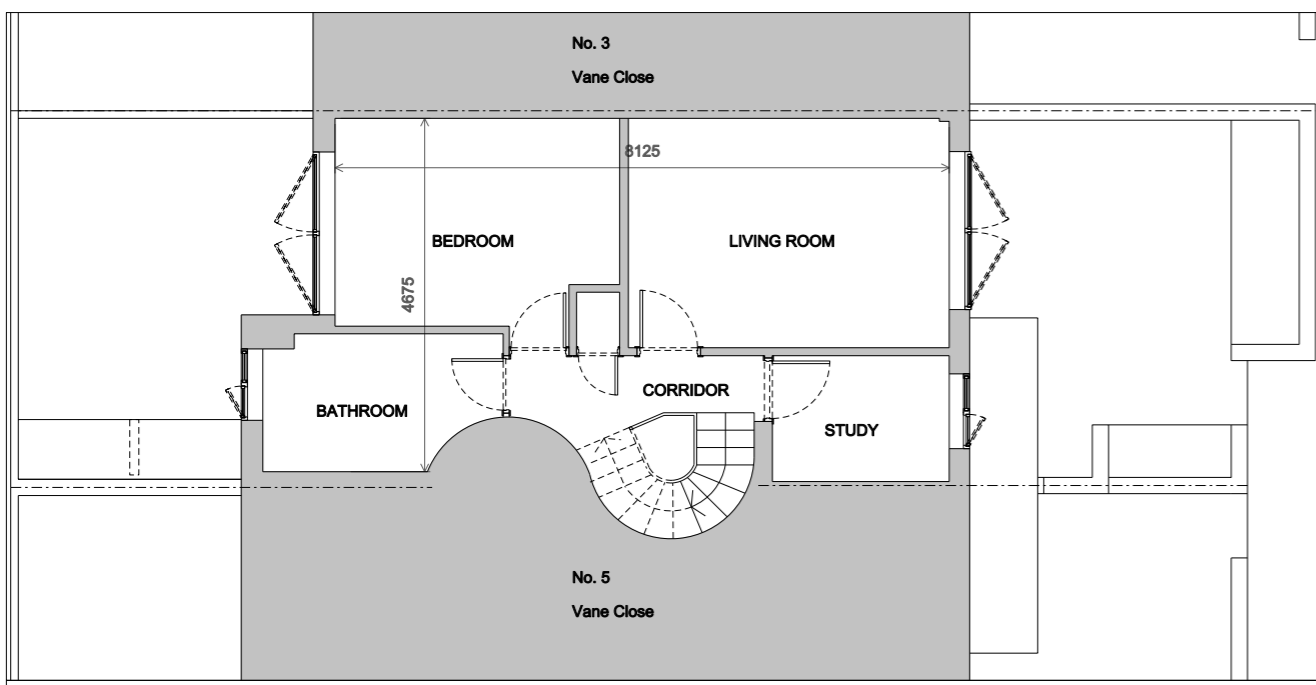 No. 3
Vane Close
8125
BEDROOM
LIVING ROOM
4675
CORRIDOR
BATHROOM
STUDY
No. 5
Vane Close